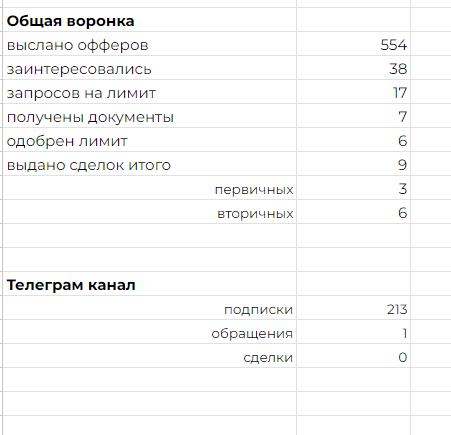 Общая воронка
выслано офферов 554
заинтересовались 38
запросов на лимит 17
получены документы 7
одобрен лимит 6
выдано сделок итого 9
первичных 3
вторичных 6
Телеграм канал
подписки 213
обращения 1
сделки 0